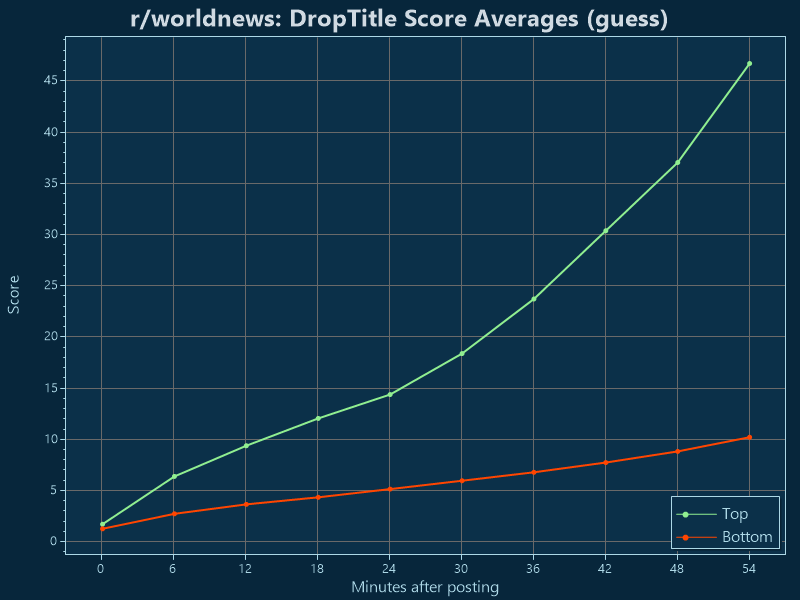 r/worldnews: DropTitle Score Averages (guess)
45
40
35
30
25
20
15
10
5
0
Score
Top
Bottom
0 6 12 18 24 30 36 42 48 54
Minutes after posting